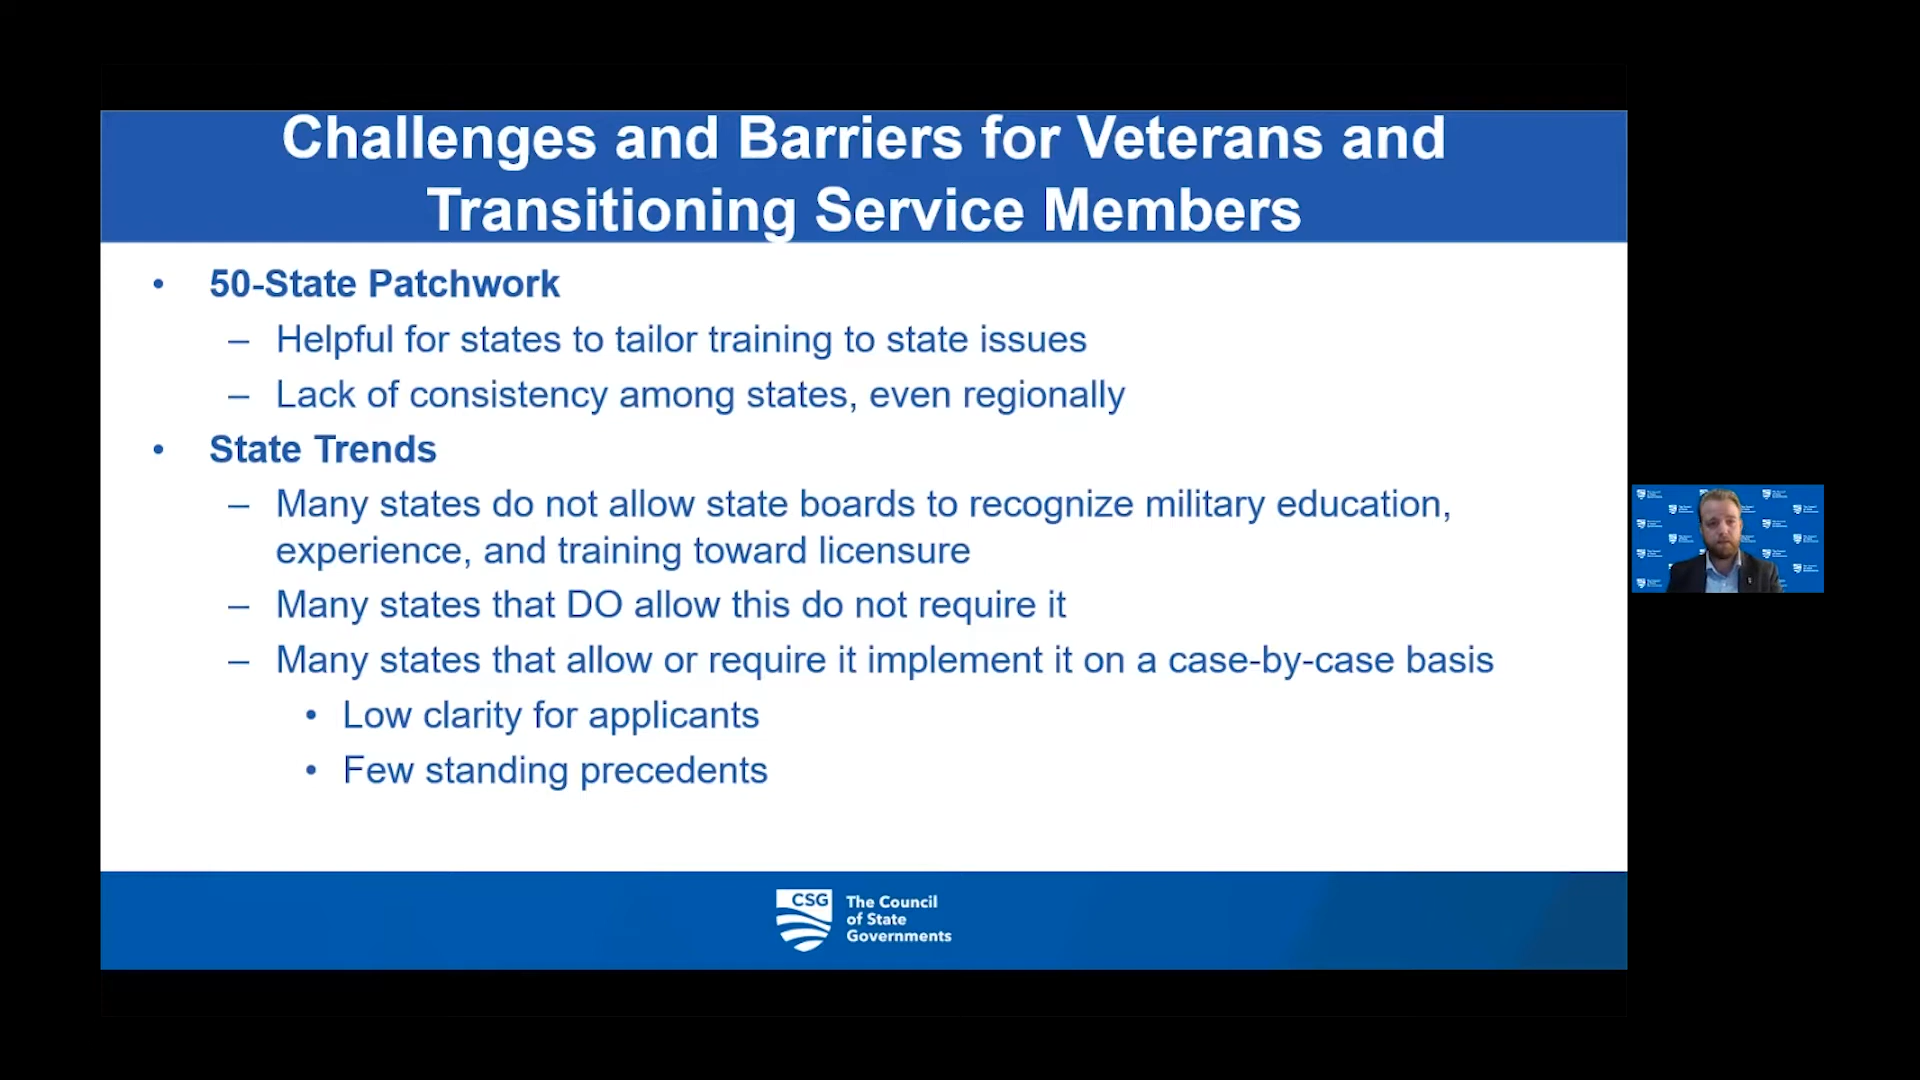 Challenges and Barriers for Veterans and
Transitioning Service Members
• 50-State Patchwork
– Helpful for states to tailor training to state issues
– Lack of consistency among states, even regionally
• State Trends
– Many states do not allow state boards to recognize military education,
experience, and training toward licensure
– Many states that DO allow this do not require it
– Many states that allow or require it implement it on a case-by-case basis
• Low clarity for applicants
• Few standing precedents
CSG
The Council
of State
Governments